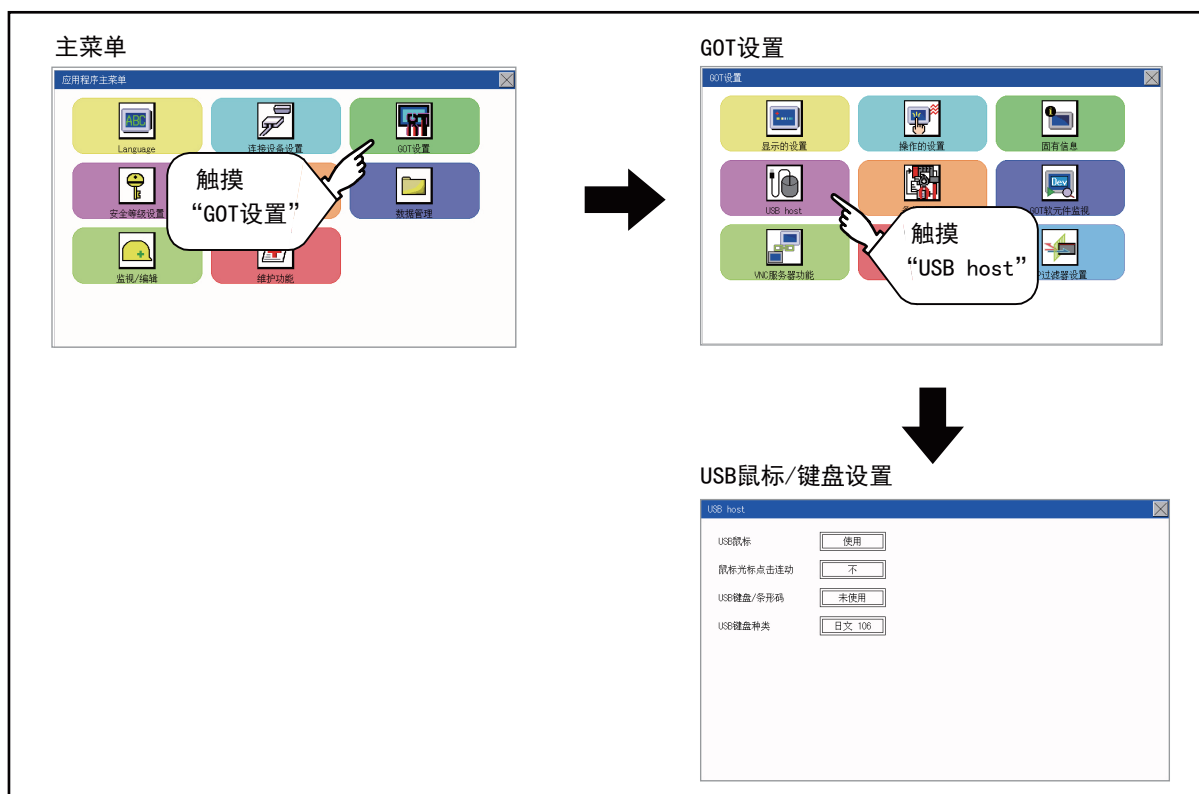 主菜单
应用程序主菜单
ABC
Language
连接设备设置
GOT设置
安全等级设置
数据管理
监视/编辑
维护功能
触摸
“GOT设置”
GOT设置
GOT设置
显示的设置
操作的设置
固有信息
USB host
Dev
GOT软元件监视
VNC服务器功能
IP过滤器设置
触摸
“USB host”
USB鼠标/键盘设置
USB host
USB鼠标 使用
鼠标光标点击连动 不
USB键盘/条形码 未使用
USB键盘种类 日文 106